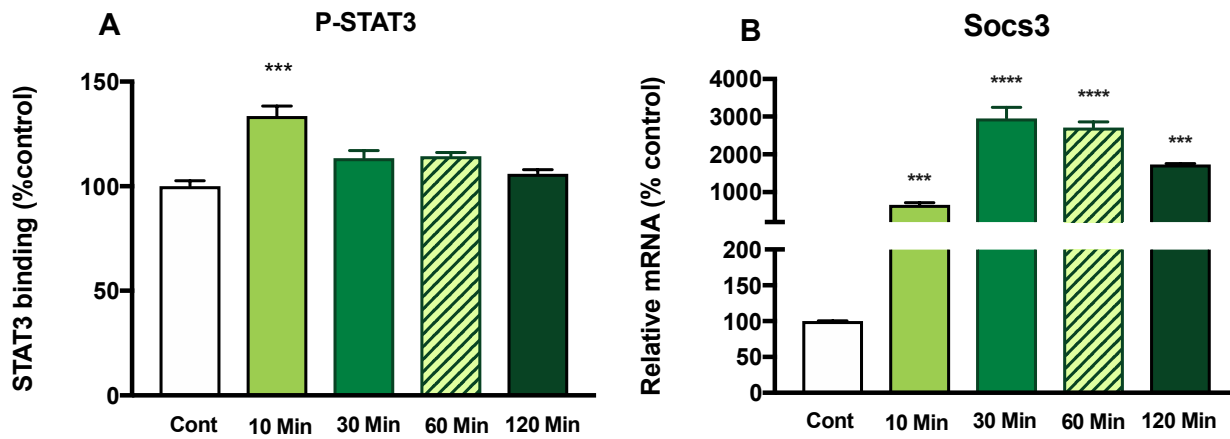 A
P-STAT3
STAT3 binding (%control)
150
100
50
0
***
Cont
10 Min
30 Min
60 Min
120 Min
B
Socs3
Relative mRNA (% control)
4000
3000
2000
1000
200
150
100
50
0
***
****
****
***
Cont
10 Min
30 Min
60 Min
120 Min